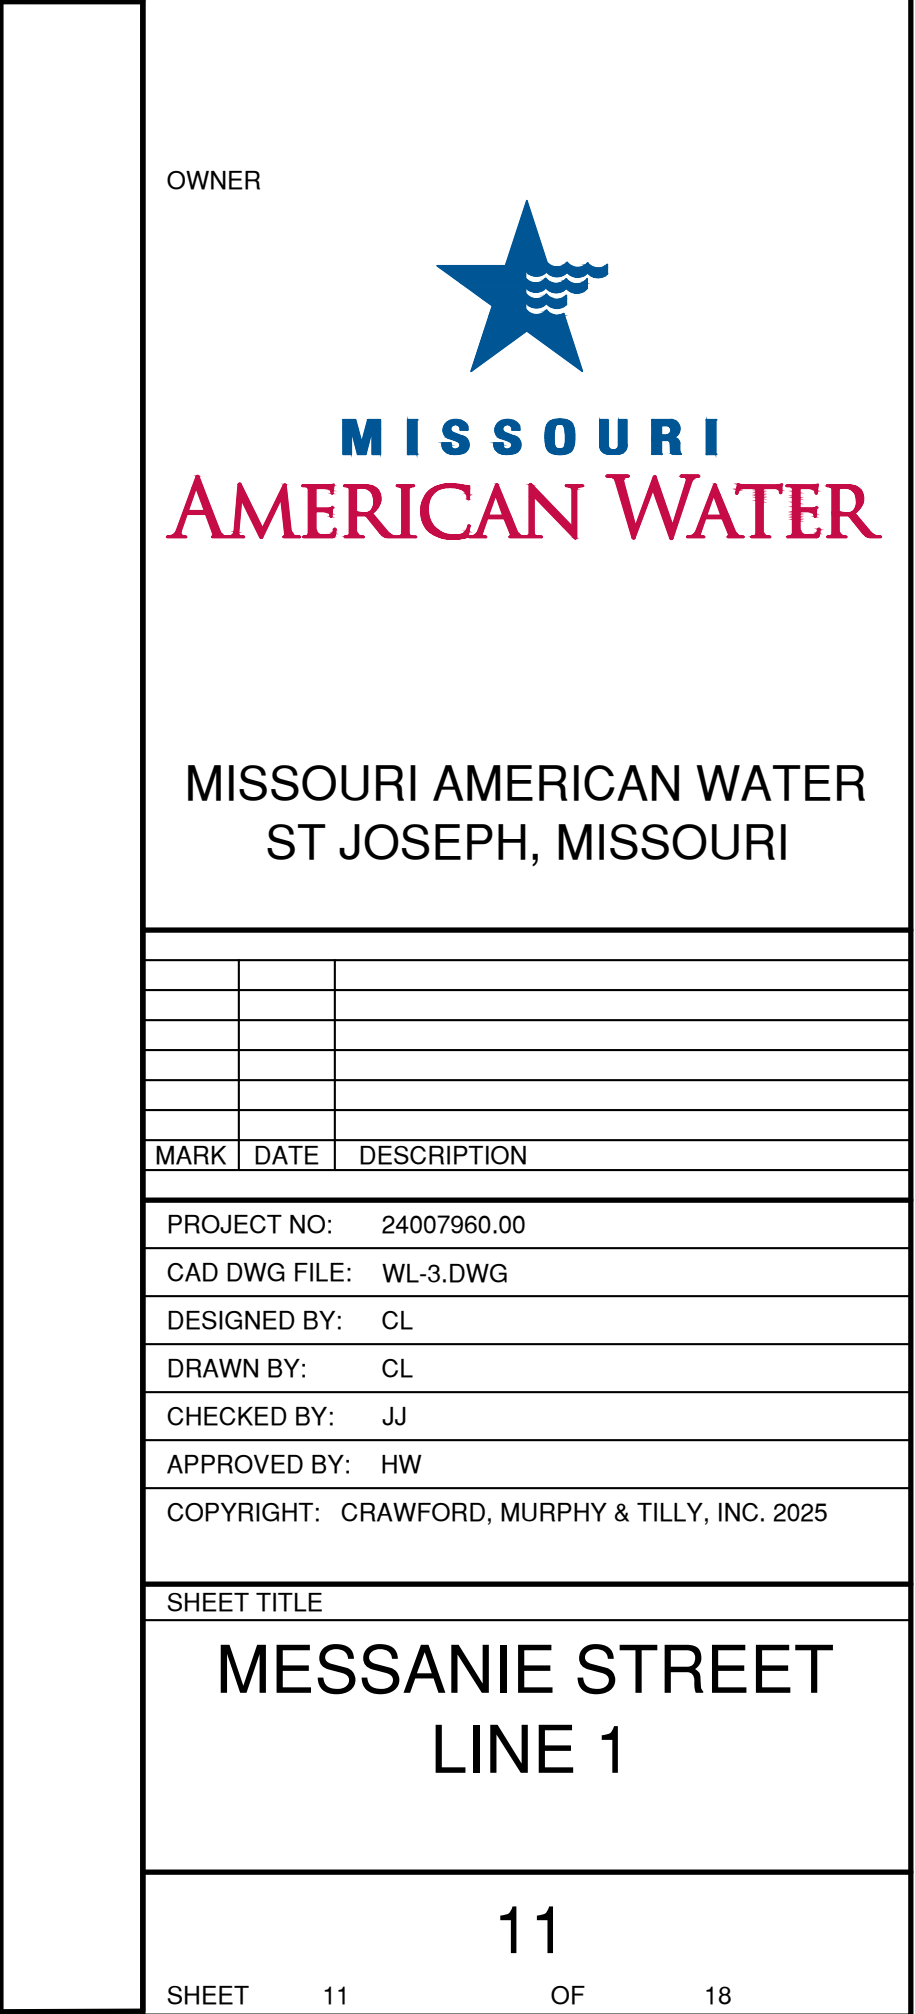 OWNER
MISSOURI
AMERICAN WATER
MISSOURI AMERICAN WATER
ST JOSEPH, MISSOURI
MARK DATE DESCRIPTION
PROJECT NO: 24007960.00
CAD DWG FILE: WL-3.DWG
DESIGNED BY: CL
DRAWN BY: CL
CHECKED BY: JJ
APPROVED BY: HW
COPYRIGHT: CRAWFORD, MURPHY & TILLY, INC. 2025
SHEET TITLE
MESSANIE STREET
LINE 1
11
SHEET 11 OF 18